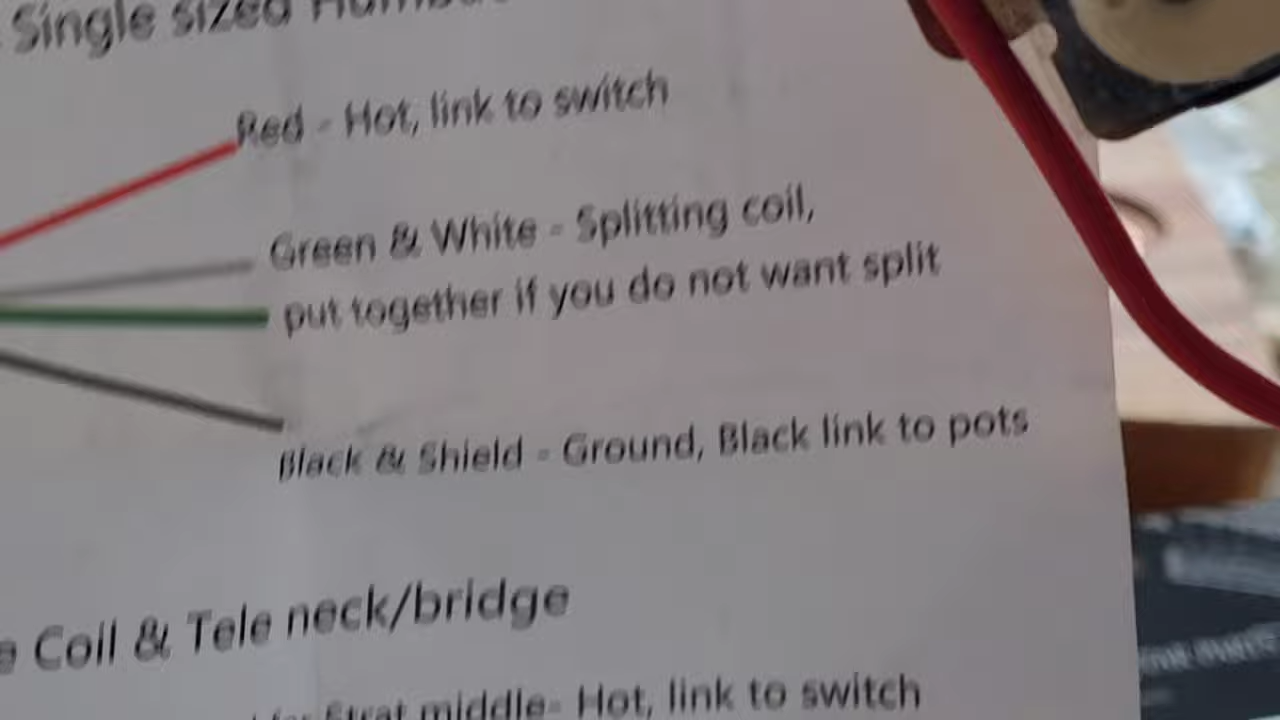 Single sized
Red - Hot, link to switch
Green & White - Splitting coil,
put together if you do not want split
Black & Shield - Ground, Black link to pots
Coil & Tele neck/bridge
Strat middle- Hot, link to switch